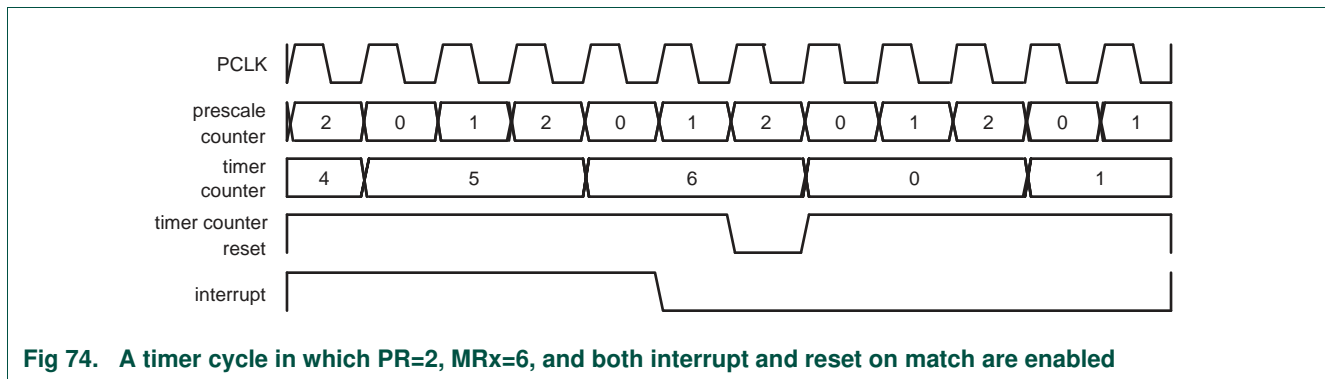 PCLK
prescale
counter
2 0 1 2 0 1 2 0 1 2 0 1
timer
counter
4 5 6 0 1
timer counter
reset
interrupt
Fig 74. A timer cycle in which PR=2, MRx=6, and both interrupt and reset on match are enabled